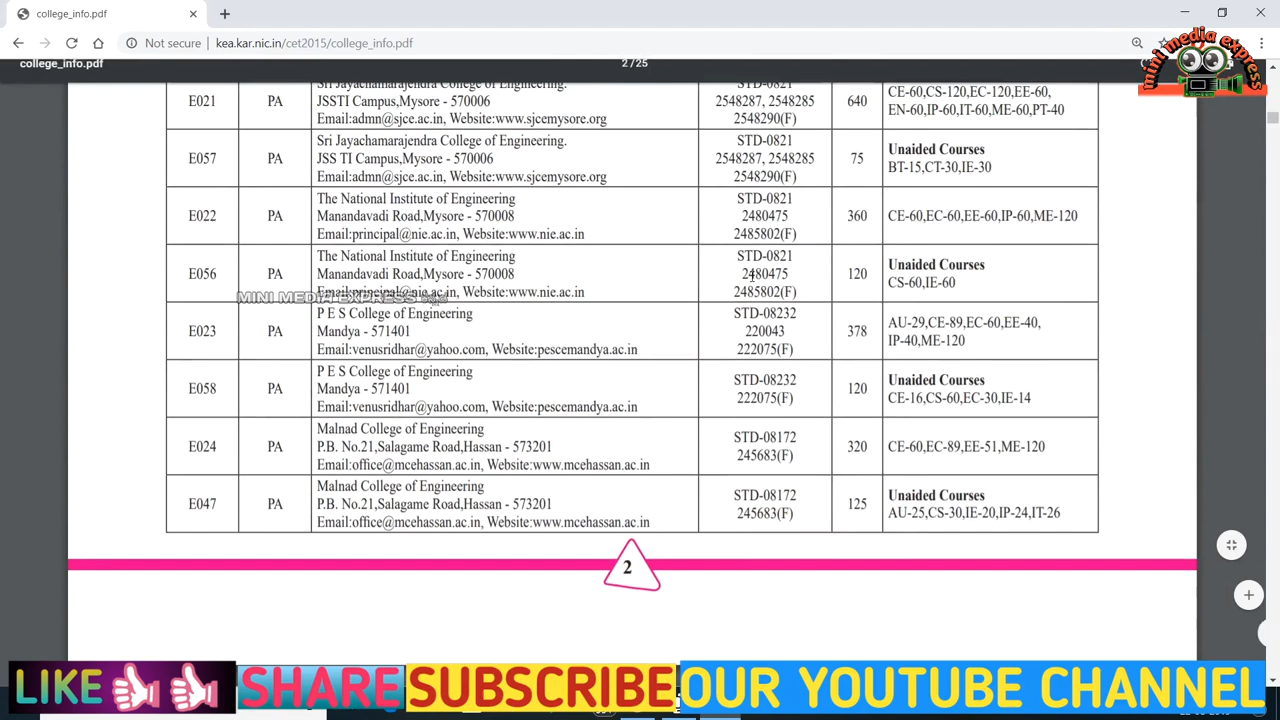 college_info.pdf
Not secure kea.kar.nic.in/cet2015/college_info.pdf
college_info.pdf 2 / 25
mini media express
E021 PA Sri Jayachamarajendra College of Engineering.
JSSTI Campus,Mysore - 570006
Email:admn@sjce.ac.in, Website:www.sjcemysore.org
STD-0821
2548287, 2548285
2548290(F)
640
CE-60,CS-120,EC-120,EE-60,
EN-60,IP-60,IT-60,ME-60,PT-40
E057 PA Sri Jayachamarajendra College of Engineering.
JSS TI Campus,Mysore - 570006
Email:admn@sjce.ac.in, Website:www.sjcemysore.org
STD-0821
2548287, 2548285
2548290(F)
75
Unaided Courses
BT-15,CT-30,IE-30
E022 PA The National Institute of Engineering
Manandavadi Road,Mysore - 570008
Email:principal@nie.ac.in, Website:www.nie.ac.in
STD-0821
2480475
2485802(F)
360
CE-60,EC-60,EE-60,IP-60,ME-120
E056 PA The National Institute of Engineering
Manandavadi Road,Mysore - 570008
Email:principal@nie.ac.in, Website:www.nie.ac.in
STD-0821
2480475
2485802(F)
120
Unaided Courses
CS-60,IE-60
MINI MEDIA EXPRESS
E023 PA P E S College of Engineering
Mandya - 571401
Email:venusridhar@yahoo.com, Website:pescemandya.ac.in
STD-08232
220043
222075(F)
378
AU-29,CE-89,EC-60,EE-40,
IP-40,ME-120
E058 PA P E S College of Engineering
Mandya - 571401
Email:venusridhar@yahoo.com, Website:pescemandya.ac.in
STD-08232
222075(F)
120
Unaided Courses
CE-16,CS-60,EC-30,IE-14
E024 PA Malnad College of Engineering
P.B. No.21,Salagame Road,Hassan - 573201
Email:office@mcehassan.ac.in, Website:www.mcehassan.ac.in
STD-08172
245683(F)
320
CE-60,EC-89,EE-51,ME-120
E047 PA Malnad College of Engineering
P.B. No.21,Salagame Road,Hassan - 573201
Email:office@mcehassan.ac.in, Website:www.mcehassan.ac.in
STD-08172
245683(F)
125
Unaided Courses
AU-25,CS-30,IE-20,IP-24,IT-26
2
LIKE SHARE SUBSCRIBE OUR YOUTUBE CHANNEL